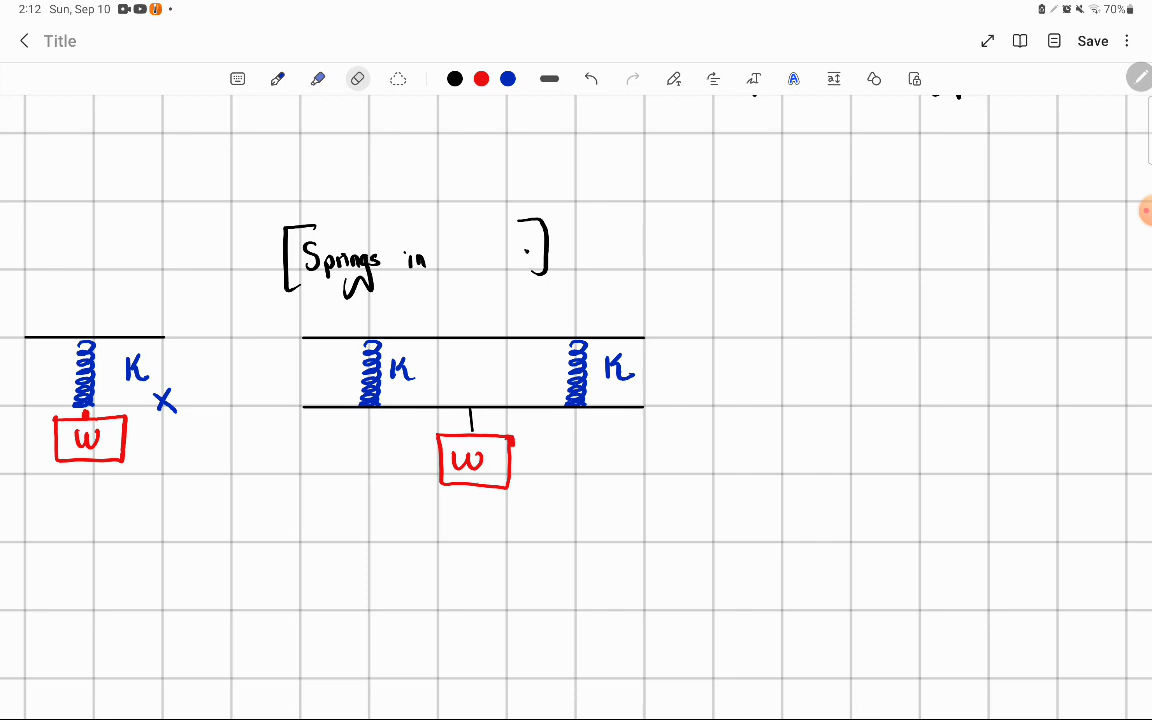 2:12 Sun, Sep 10
70%
Title
Save
[Springs in .]
K
X
W
K
K
W